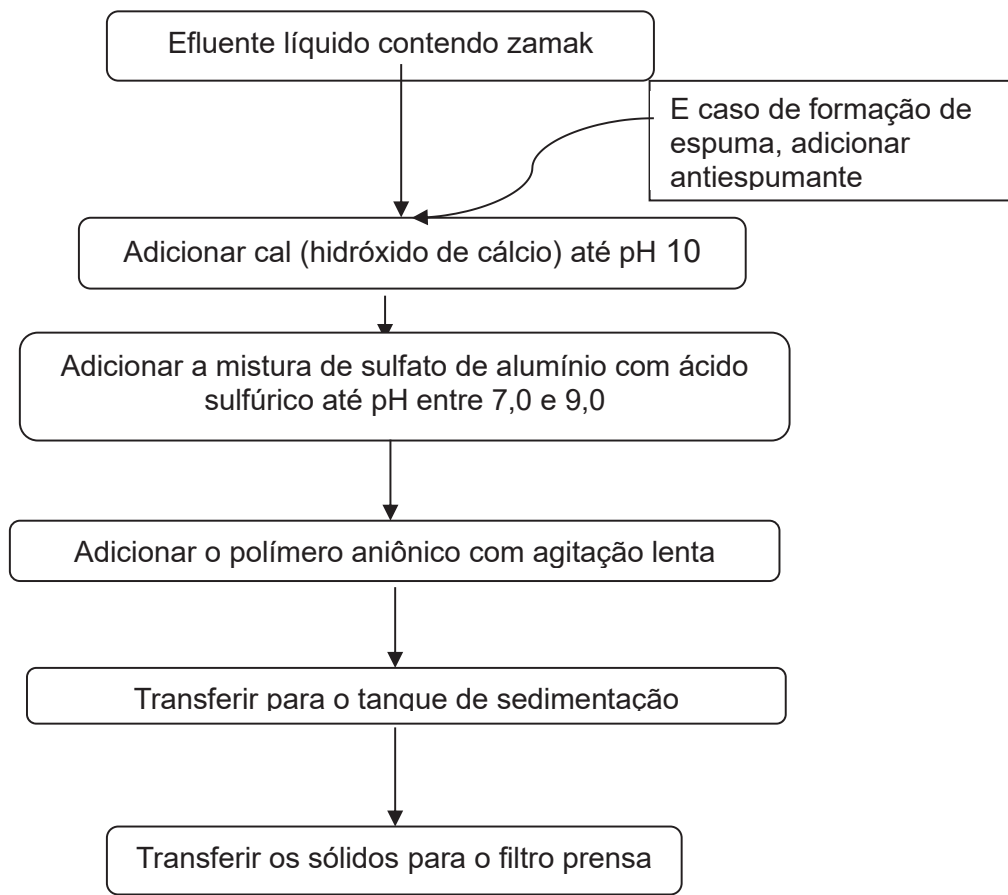 Efluente líquido contendo zamak
E caso de formação de
espuma, adicionar
antiespumante
Adicionar cal (hidróxido de cálcio) até pH 10
Adicionar a mistura de sulfato de alumínio com ácido
sulfúrico até pH entre 7,0 e 9,0
Adicionar o polímero aniônico com agitação lenta
Transferir para o tanque de sedimentação
Transferir os sólidos para o filtro prensa